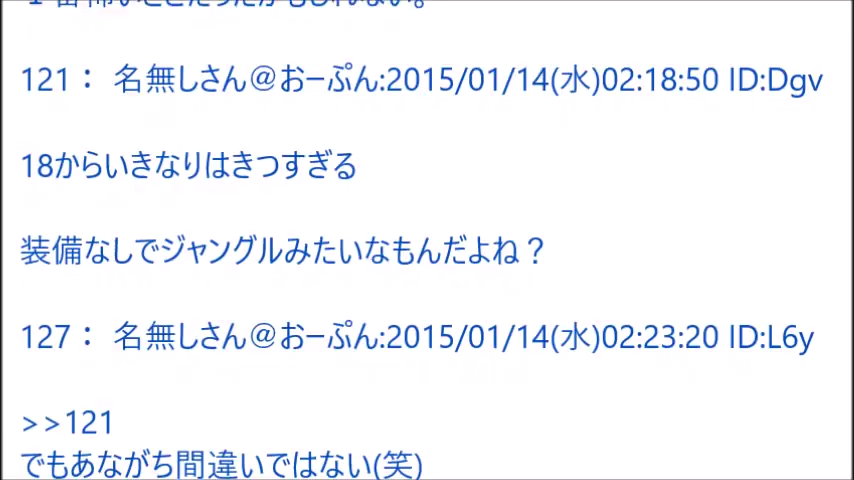 121： 名無しさん＠おーぷん:2015/01/14(水)02:18:50 ID:Dgv
18からいきなりはきつすぎる
装備なしでジャングルみたいなもんだよね？
127： 名無しさん＠おーぷん:2015/01/14(水)02:23:20 ID:L6y
>>121
でもあながち間違いではない(笑)